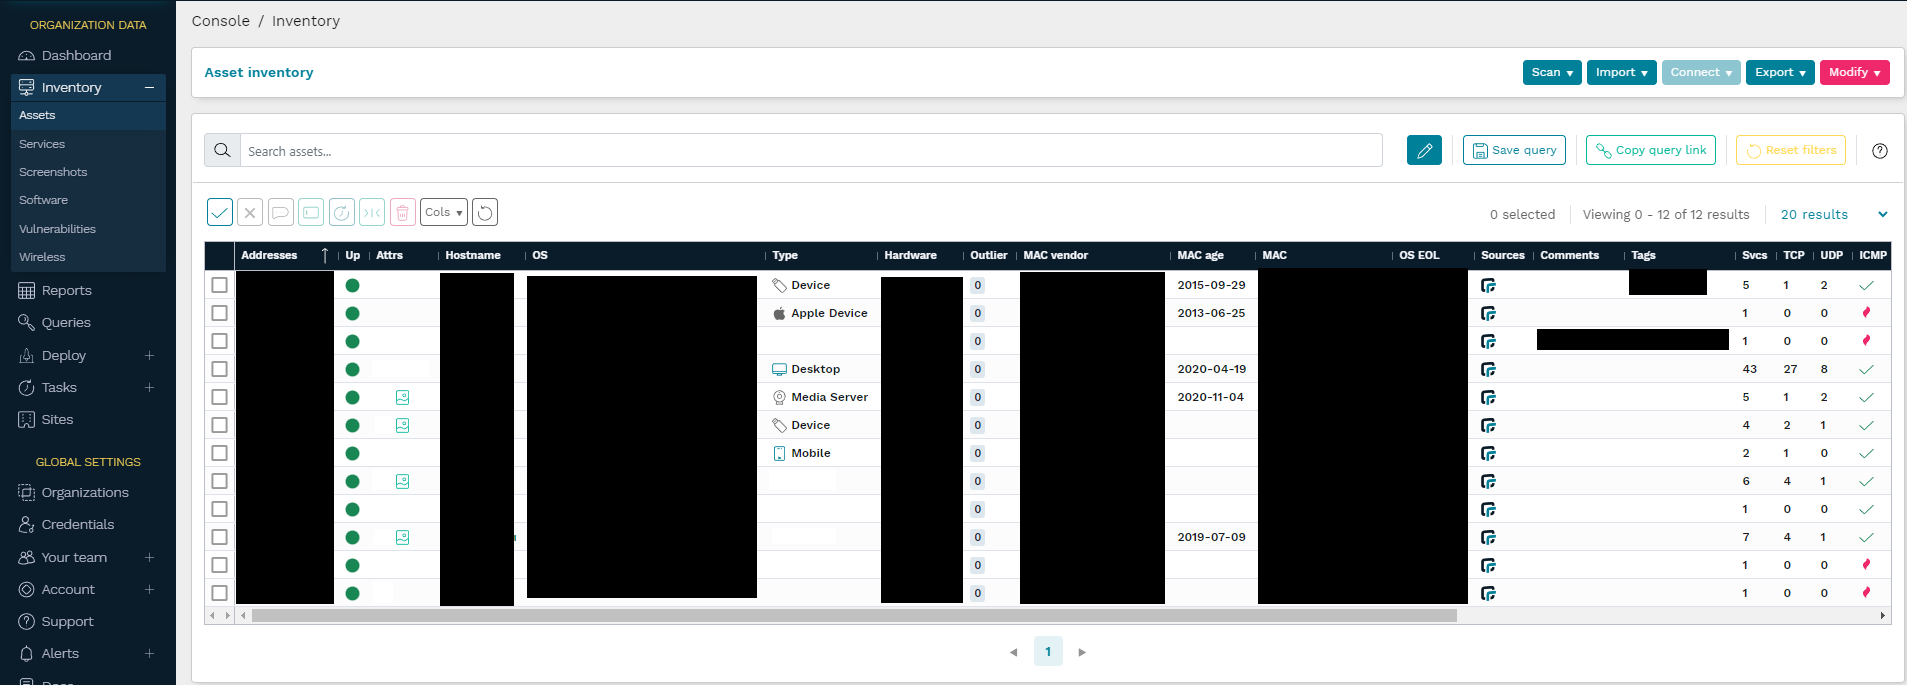 ORGANIZATION DATA
Dashboard
Inventory
Assets
Services
Screenshots
Software
Vulnerabilities
Wireless
Reports
Queries
Deploy
Tasks
Sites
GLOBAL SETTINGS
Organizations
Credentials
Your team
Account
Support
Alerts
Console / Inventory
Asset inventory
Scan Import Connect Export Modify
Search assets...
Save query Copy query link Reset filters
Cols
0 selected Viewing 0 - 12 of 12 results 20 results
Addresses Up Attrs Hostname OS Type Hardware Outlier MAC vendor MAC age MAC OS EOL Sources Comments Tags Svcs TCP UDP ICMP
Device 0 2015-09-29 5 1 2
Apple Device 0 2013-06-25 1 0 0
0 1 0 0
Desktop 0 2020-04-19 43 27 8
Media Server 0 2020-11-04 5 1 2
Device 0 4 2 1
Mobile 0 2 1 0
0 6 4 1
0 1 0 0
0 2019-07-09 7 4 1
0 1 0 0
0 1 0 0
1